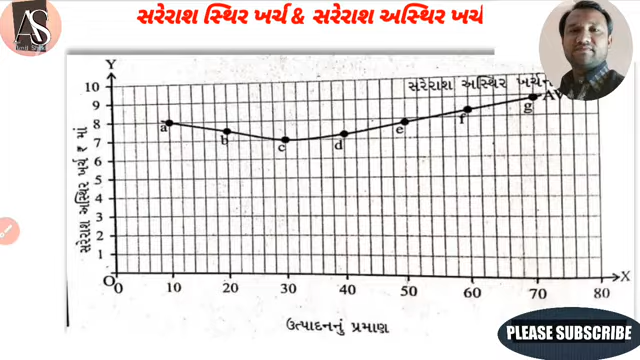 સરેરાશ સ્થિર ખર્ચ & સરેરાશ અસ્થિર ખર્ચ
AS
Y
સરેરાશ અસ્થિર ખર્ચ
AV
10
9
8
7
6
5
4
3
2
1
O
a b c d e f g
સરેરાશ અસ્થિર ખર્ચ ₹ માં
0 10 20 30 40 50 60 70 80
X
ઉત્પાદનનું પ્રમાણ
PLEASE SUBSCRIBE